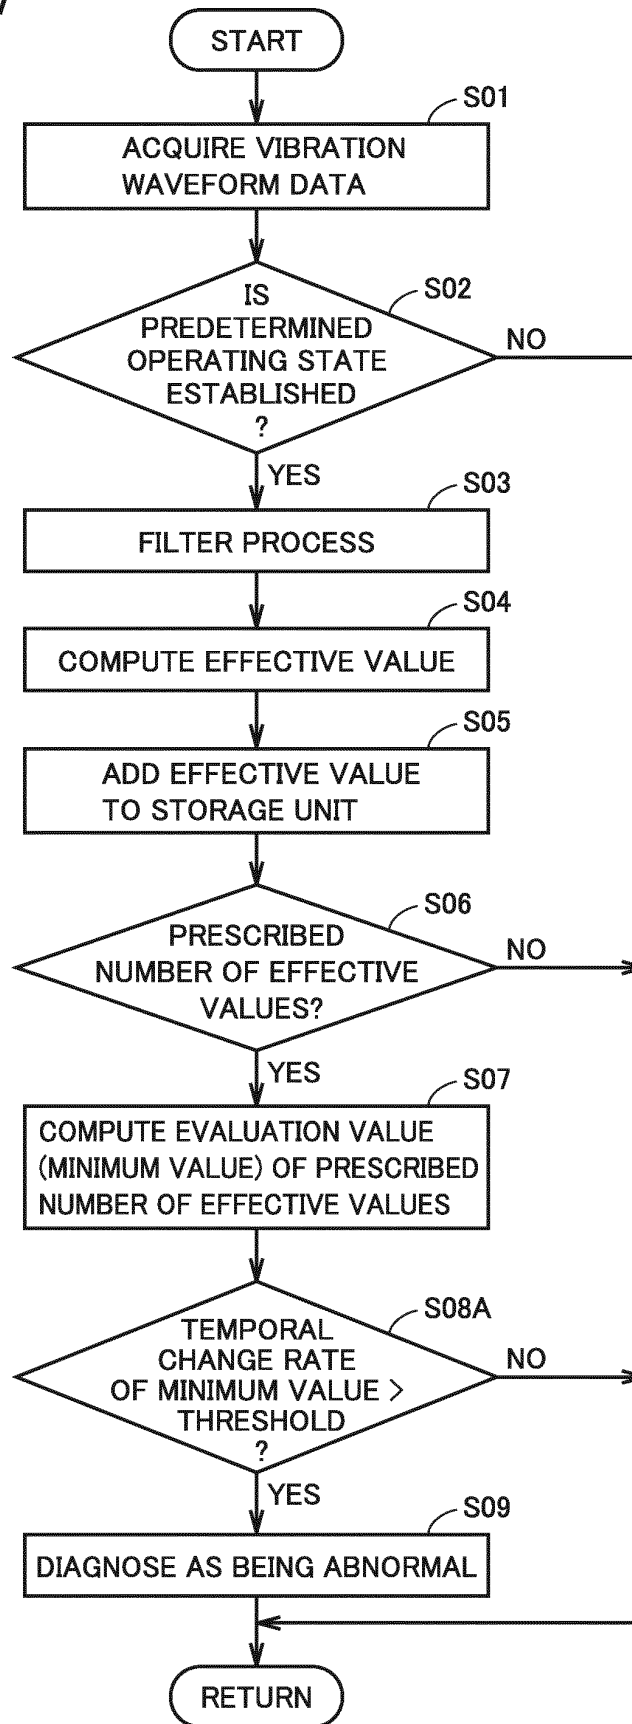 START
S01
ACQUIRE VIBRATION
WAVEFORM DATA
S02
IS
PREDETERMINED
OPERATING STATE
ESTABLISHED
?
NO
YES
S03
FILTER PROCESS
S04
COMPUTE EFFECTIVE VALUE
S05
ADD EFFECTIVE VALUE
TO STORAGE UNIT
S06
PRESCRIBED
NUMBER OF EFFECTIVE
VALUES?
NO
YES
S07
COMPUTE EVALUATION VALUE
(MINIMUM VALUE) OF PRESCRIBED
NUMBER OF EFFECTIVE VALUES
S08A
TEMPORAL
CHANGE RATE
OF MINIMUM VALUE >
THRESHOLD
?
NO
YES
S09
DIAGNOSE AS BEING ABNORMAL
RETURN